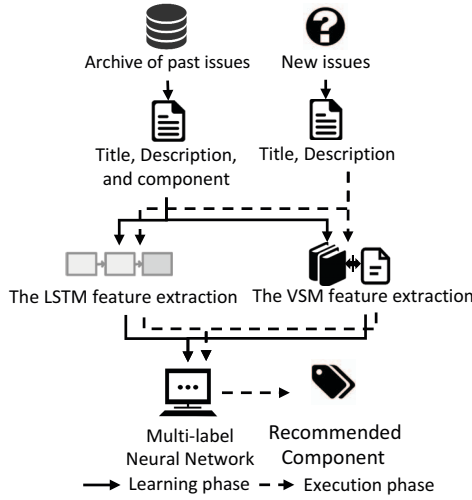 Archive of past issues
New issues
Title, Description,
and component
Title, Description
The LSTM feature extraction
The VSM feature extraction
Multi-label
Neural Network
Recommended
Component
Learning phase
Execution phase